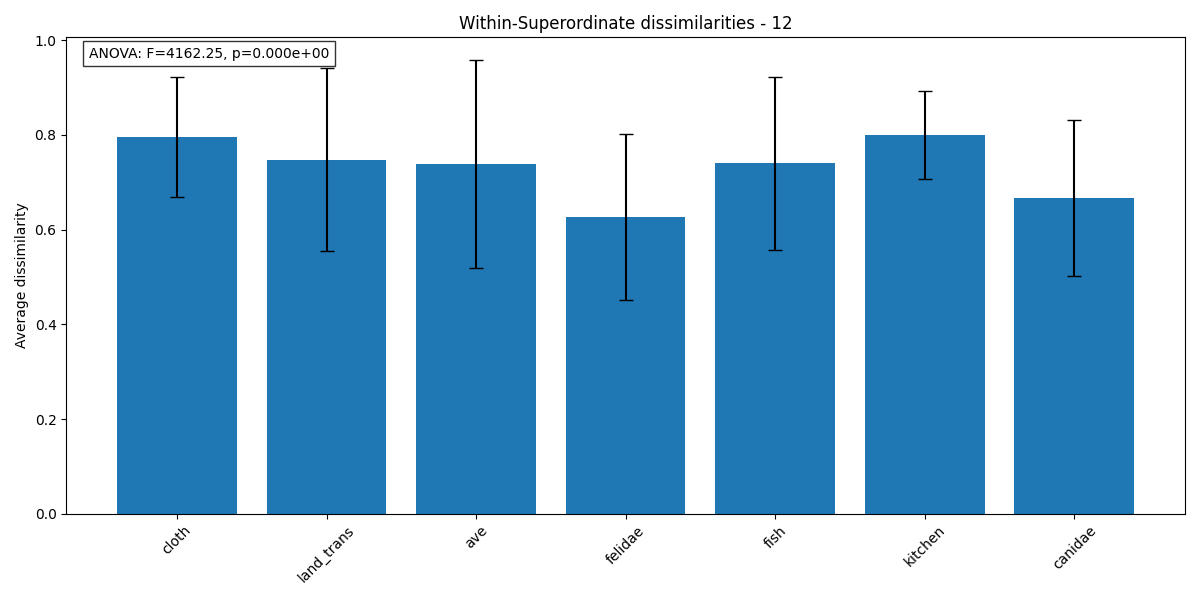 Within-Superordinate dissimilarities - 12
ANOVA: F=4162.25, p=0.000e+00
Average dissimilarity
1.0
0.8
0.6
0.4
0.2
0.0
cloth
land_trans
ave
felidae
fish
kitchen
canidae